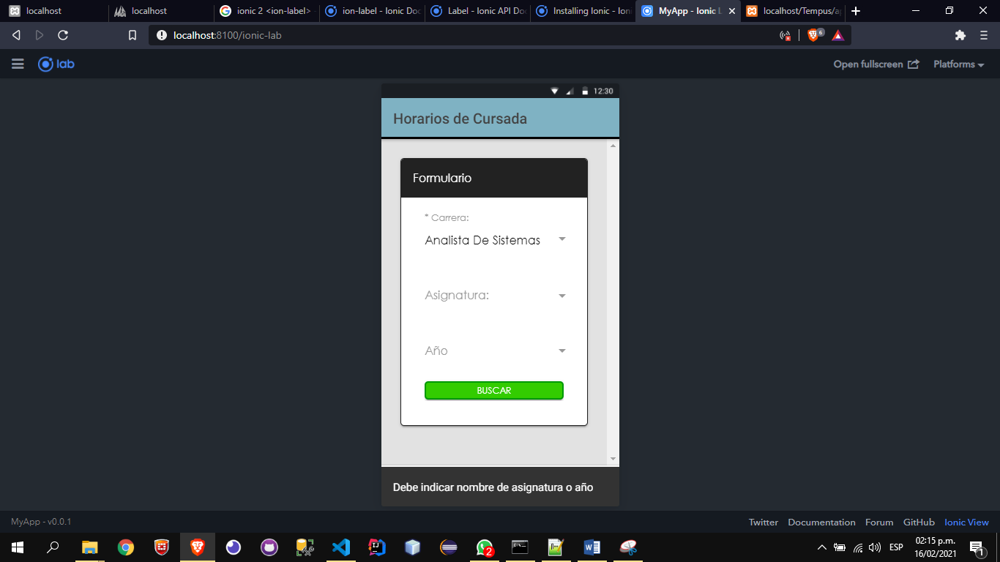 localhost
localhost
ionic 2 <ion-label>
ion-label - Ionic Doc
Label - Ionic API Do
Installing Ionic - Ion
MyApp - Ionic L
localhost/Tempus/a
localhost:8100/ionic-lab
6
lab
Open fullscreen
Platforms
12:30
Horarios de Cursada
Formulario
* Carrera:
Analista De Sistemas
Asignatura:
Año
BUSCAR
Debe indicar nombre de asignatura o año
MyApp - v0.0.1
Twitter
Documentation
Forum
GitHub
Ionic View
2
ESP
02:15 p.m.
16/02/2021
1